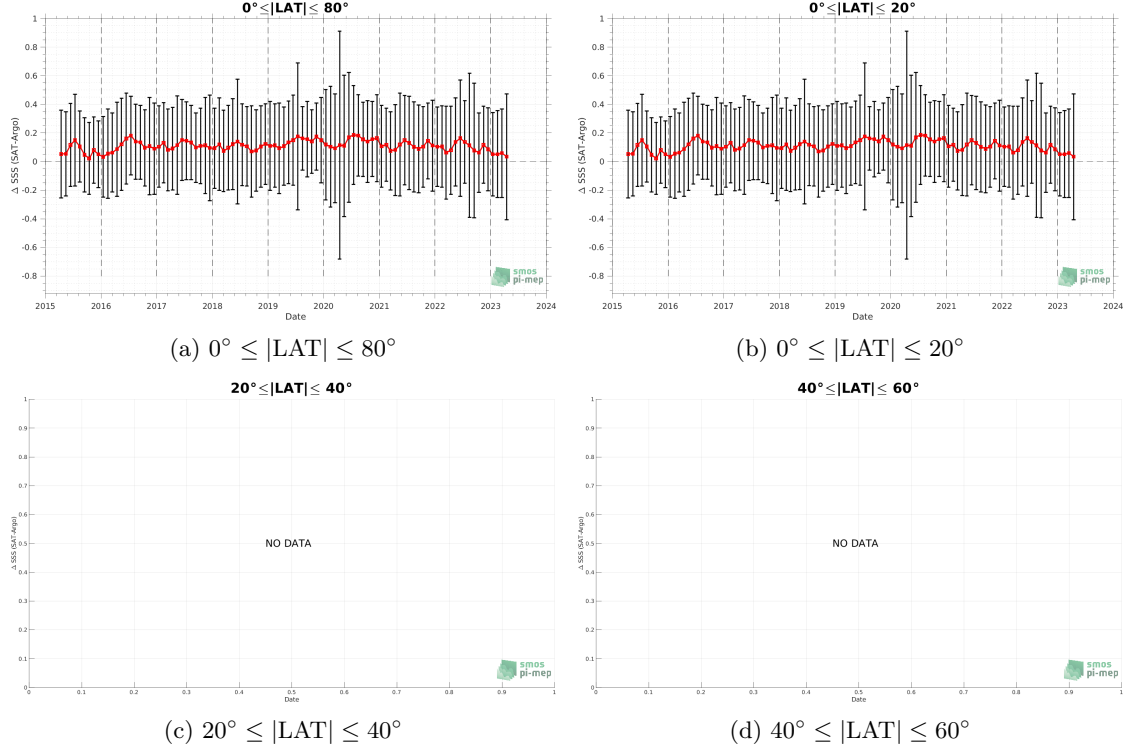 0°≤|LAT|≤ 80°
1
0.8
0.6
0.4
0.2
0
-0.2
-0.4
-0.6
-0.8
Δ SSS (SAT-Argo)
2015 2016 2017 2018 2019 2020 2021 2022 2023 2024
Date
smos
pi-mep
(a) 0° ≤ |LAT| ≤ 80°
0°≤|LAT|≤ 20°
1
0.8
0.6
0.4
0.2
0
-0.2
-0.4
-0.6
-0.8
Δ SSS (SAT-Argo)
2015 2016 2017 2018 2019 2020 2021 2022 2023 2024
Date
smos
pi-mep
(b) 0° ≤ |LAT| ≤ 20°
20°≤|LAT|≤ 40°
1
0.9
0.8
0.7
0.6
0.5
0.4
0.3
0.2
0.1
0
Δ SSS (SAT-Argo)
NO DATA
0 0.1 0.2 0.3 0.4 0.5 0.6 0.7 0.8 0.9 1
Date
smos
pi-mep
(c) 20° ≤ |LAT| ≤ 40°
40°≤|LAT|≤ 60°
1
0.9
0.8
0.7
0.6
0.5
0.4
0.3
0.2
0.1
0
Δ SSS (SAT-Argo)
NO DATA
0 0.1 0.2 0.3 0.4 0.5 0.6 0.7 0.8 0.9 1
Date
smos
pi-mep
(d) 40° ≤ |LAT| ≤ 60°